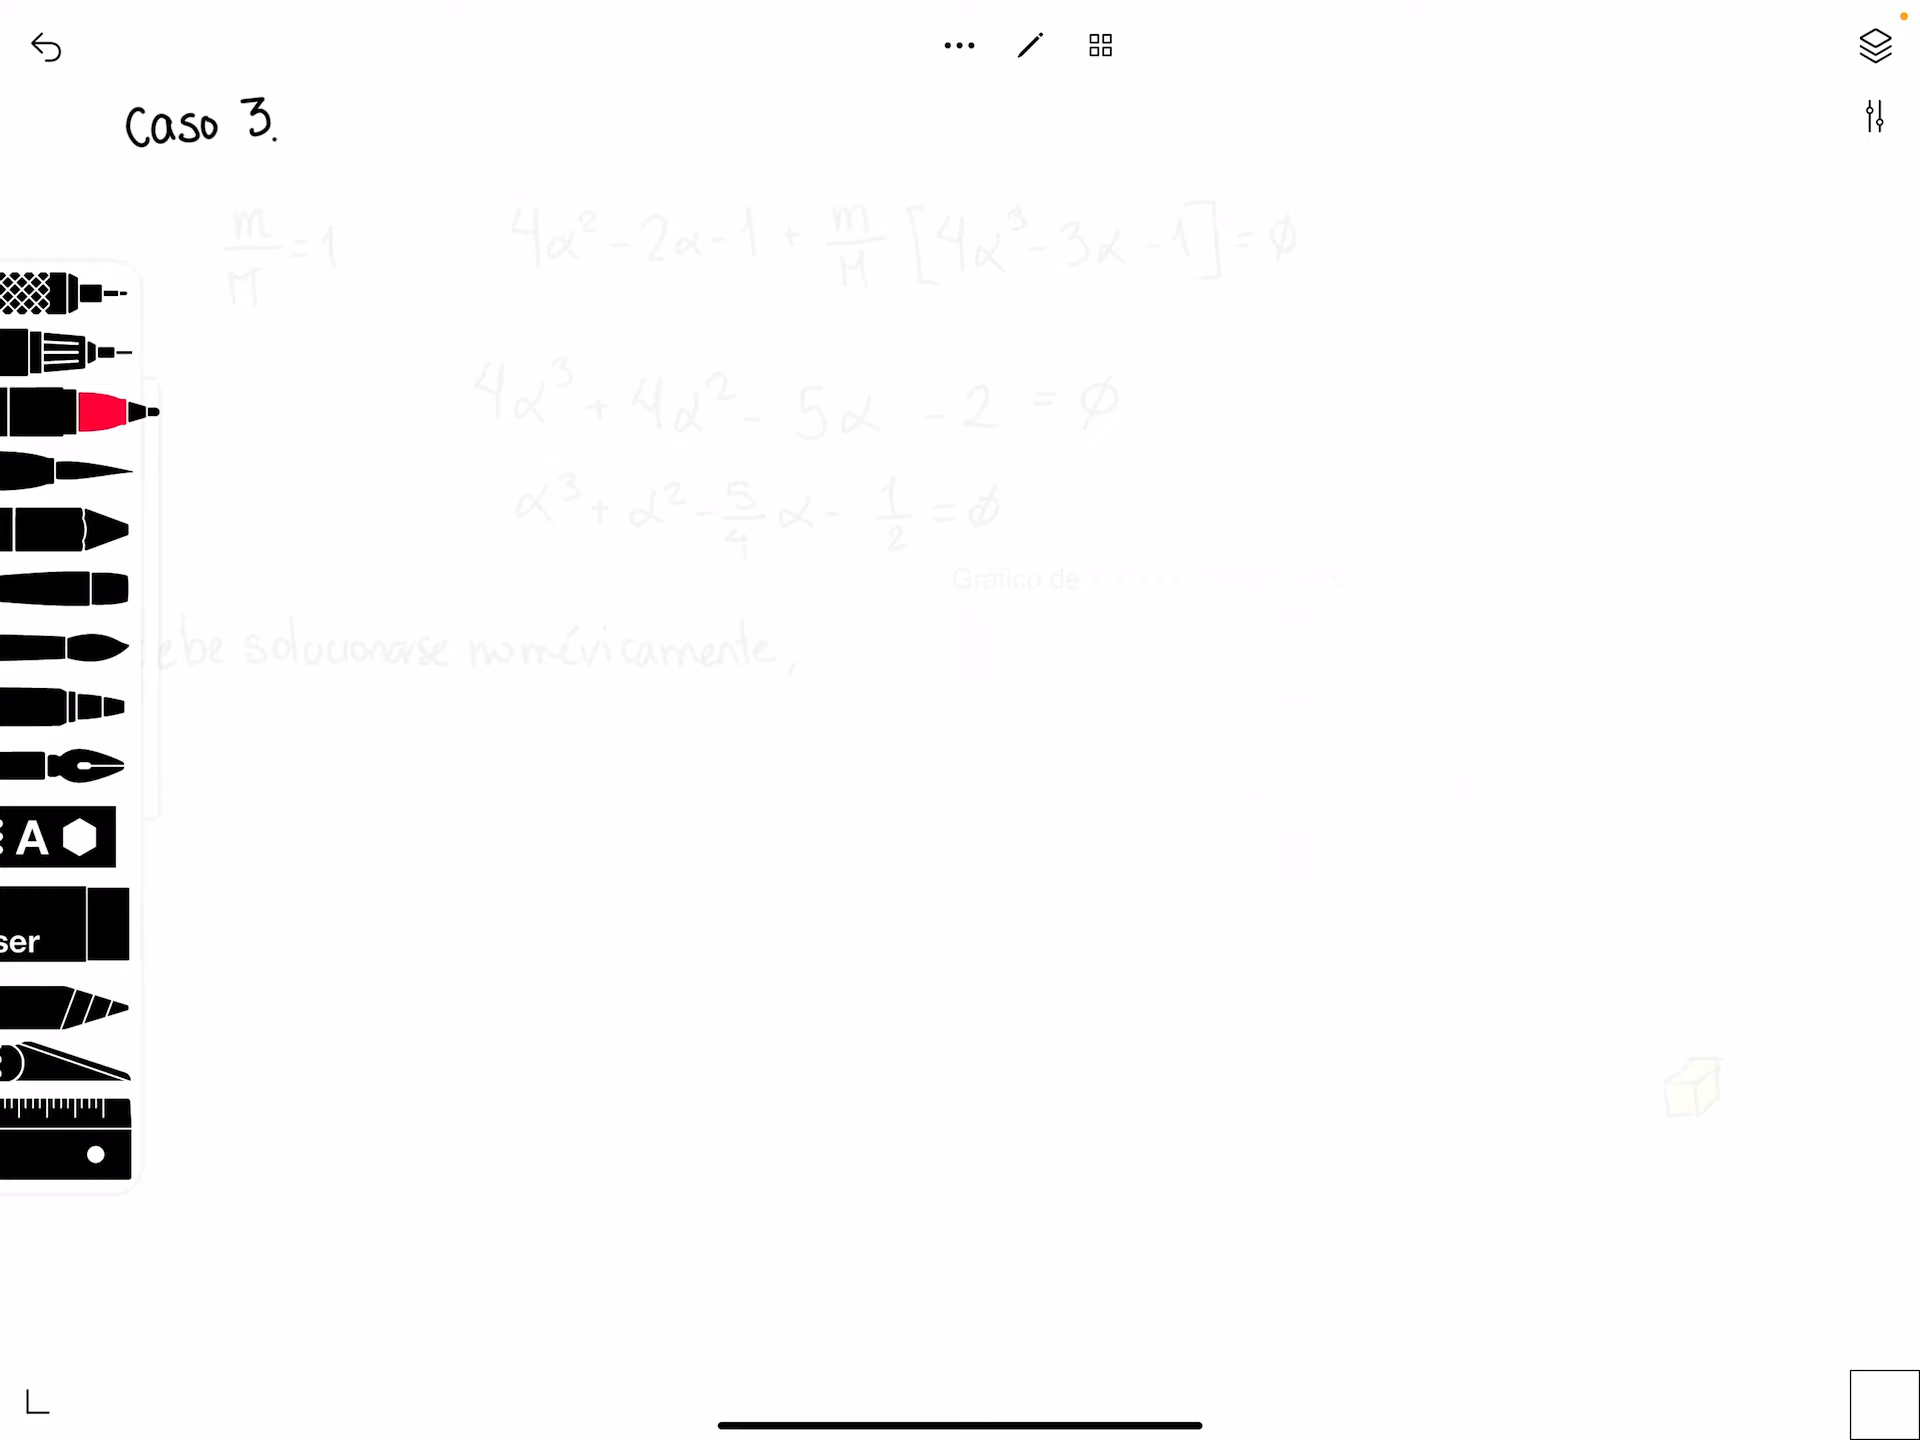 Caso 3.
m/M = 1
4α² - 2α - 1 + m/M [4α³ - 3α - 1] = ∅
4α³ + 4α² - 5α - 2 = ∅
α³ + α² - 5/4 α - 1/2 = ∅
Grafico de
ebe solucionarse numéricamente,
A
ser